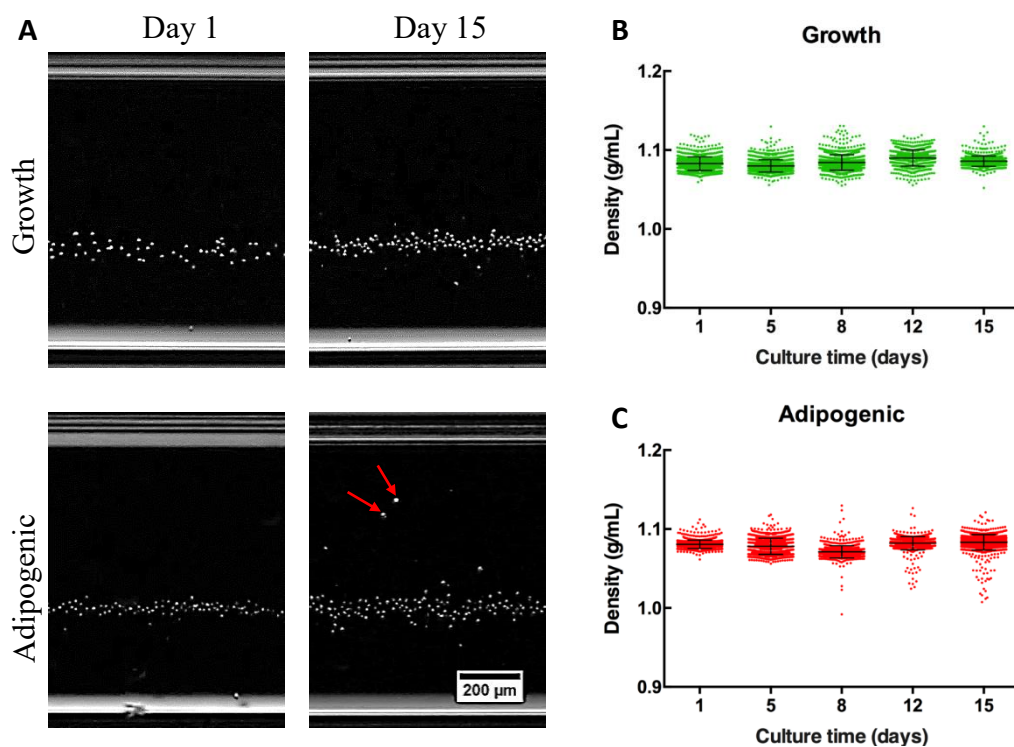 A
Day 1
Day 15
Growth
Adipogenic
200 µm
B
Growth
Density (g/mL)
1.2
1.1
1.0
0.9
1 5 8 12 15
Culture time (days)
C
Adipogenic
Density (g/mL)
1.2
1.1
1.0
0.9
1 5 8 12 15
Culture time (days)